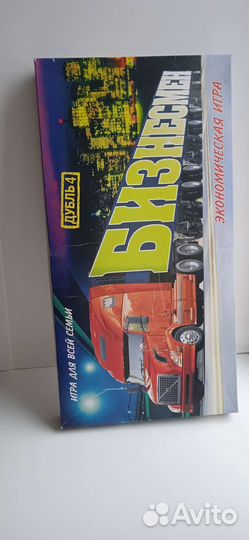 ДУБЛЬ 4
БИЗНЕСМЕН
ЭКОНОМИЧЕСКАЯ ИГРА
ИГРА ДЛЯ ВСЕЙ СЕМЬИ
Avito